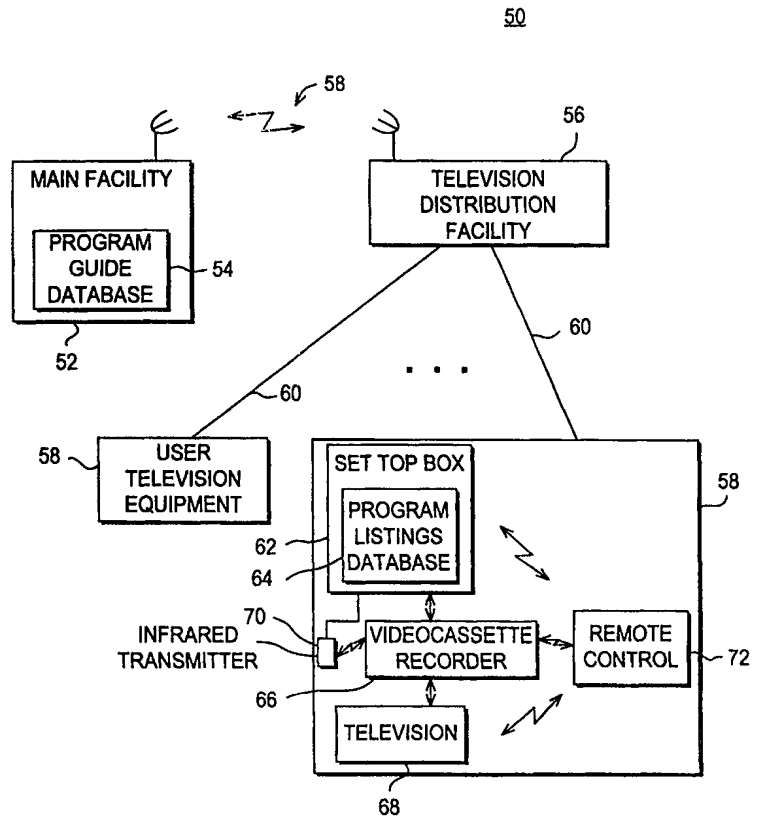 50
58
56
MAIN FACILITY
PROGRAM
GUIDE
DATABASE
54
52
TELEVISION
DISTRIBUTION
FACILITY
60
60
. . .
58
USER
TELEVISION
EQUIPMENT
SET TOP BOX
PROGRAM
LISTINGS
DATABASE
62
64
58
70
INFRARED
TRANSMITTER
VIDEOCASSETTE
RECORDER
66
REMOTE
CONTROL
72
TELEVISION
68